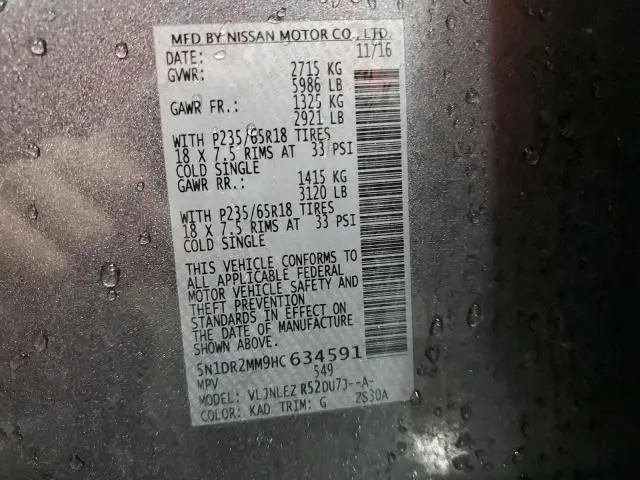 MFD BY NISSAN MOTOR CO., LTD.
DATE: 11/16
GVWR: 2715 KG
5986 LB
GAWR FR.: 1325 KG
2921 LB
WITH P235/65R18 TIRES
18 X 7.5 RIMS AT 33 PSI
COLD SINGLE
GAWR RR.: 1415 KG
3120 LB
WITH P235/65R18 TIRES
18 X 7.5 RIMS AT 33 PSI
COLD SINGLE
THIS VEHICLE CONFORMS TO
ALL APPLICABLE FEDERAL
MOTOR VEHICLE SAFETY AND
THEFT PREVENTION
STANDARDS IN EFFECT ON
THE DATE OF MANUFACTURE
SHOWN ABOVE.
5N1DR2MM9HC634591
MPV 549
MODEL: VLJNLEZ R52DU7J--A-
COLOR: KAD TRIM: G ZS30A